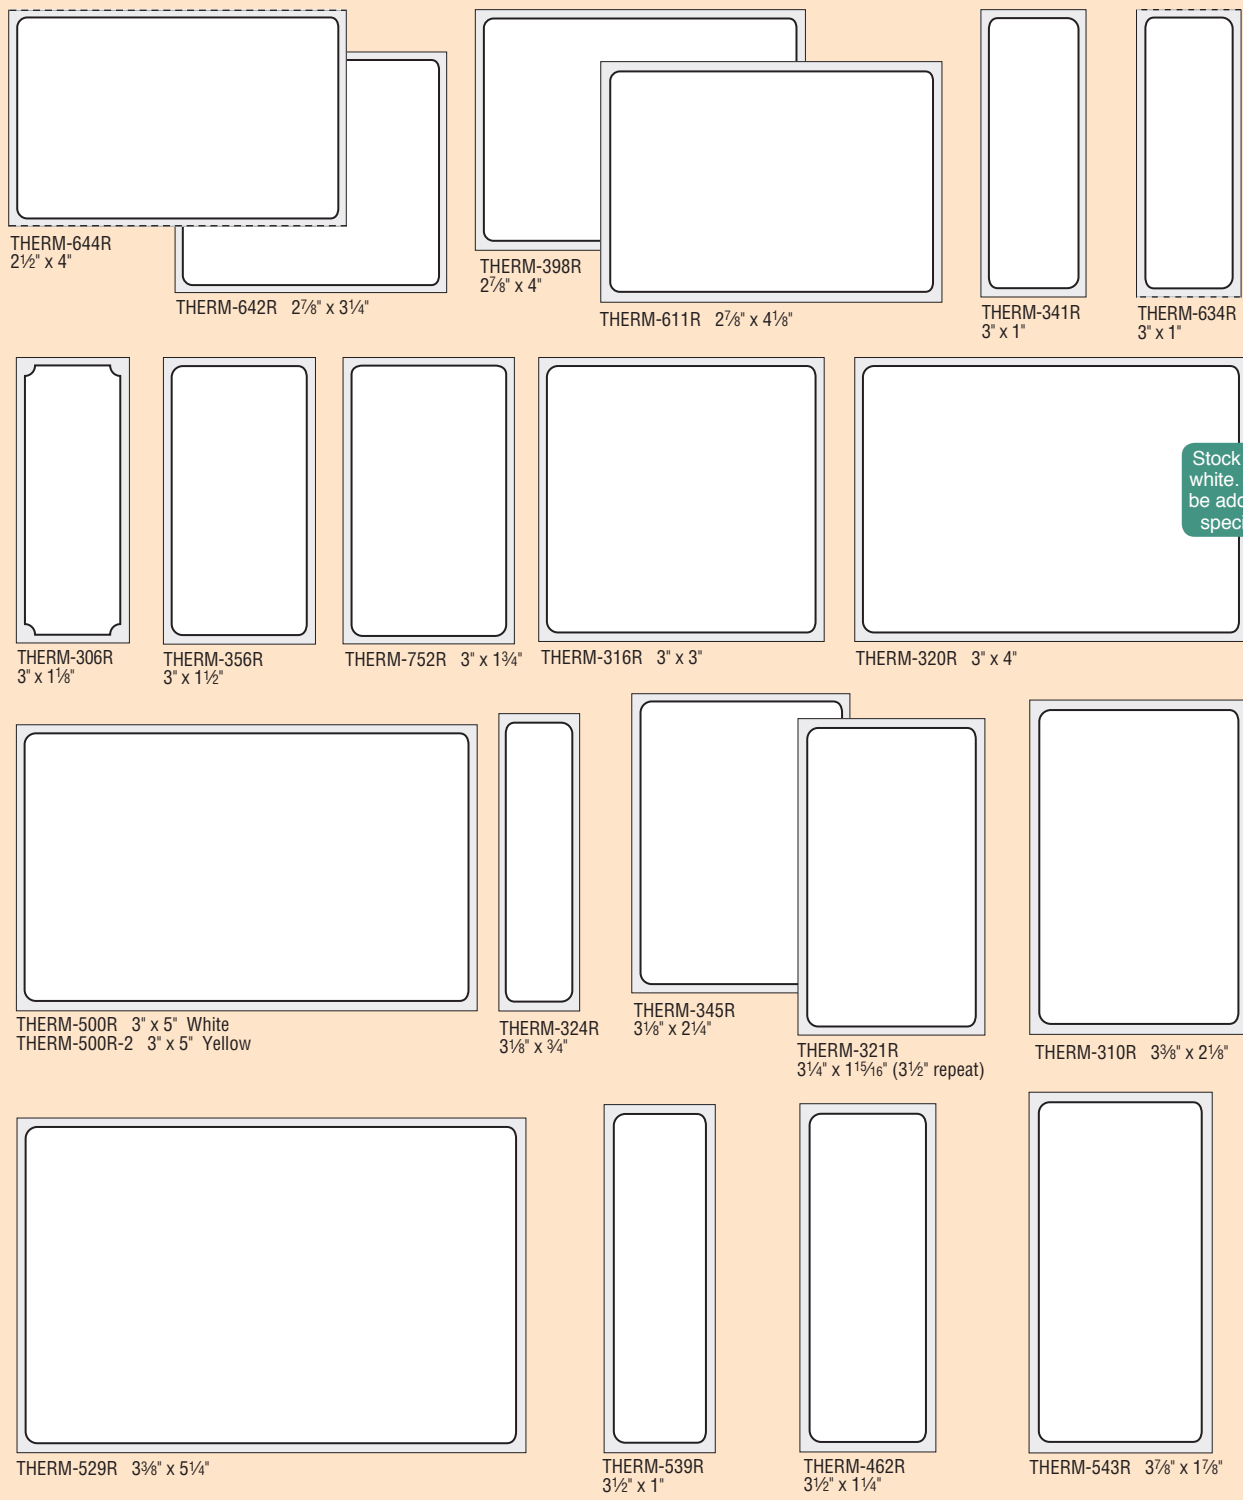 THERM-644R
2½" x 4"
THERM-642R 2⅞" x 3¼"
THERM-398R
2⅞" x 4"
THERM-611R 2⅞" x 4⅛"
THERM-341R
3" x 1"
THERM-634R
3" x 1"
THERM-306R
3" x 1⅛"
THERM-356R
3" x 1½"
THERM-752R 3" x 1¾"
THERM-316R 3" x 3"
THERM-320R 3" x 4"
Stock
white.
be
THERM-500R 3" x 5" White
THERM-500R-2 3" x 5" Yellow
THERM-324R
3⅛" x ¾"
THERM-345R
3⅛" x 2¼"
THERM-321R
3¼" x 1¹⁵⁄₁₆" (3½" repeat)
THERM-310R 3⅜" x 2⅛"
THERM-529R 3⅜" x 5¼"
THERM-539R
3½" x 1"
THERM-462R
3½" x 1¼"
THERM-543R 3⅞" x 1⅞"